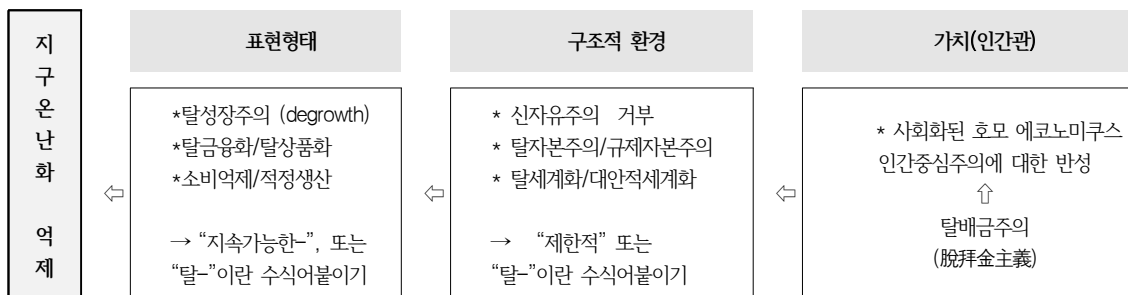 지구온난화 억제
표현형태
*탈성장주의 (degrowth)
*탈금융화/탈상품화
*소비억제/적정생산
→ “지속가능한-”, 또는
“탈-”이란 수식어붙이기
⇦
구조적 환경
* 신자유주의 거부
* 탈자본주의/규제자본주의
* 탈세계화/대안적세계화
→ “제한적” 또는
“탈-”이란 수식어붙이기
⇦
가치(인간관)
* 사회화된 호모 에코노미쿠스
인간중심주의에 대한 반성
⇧
탈배금주의
(脫拜金主義)
⇦